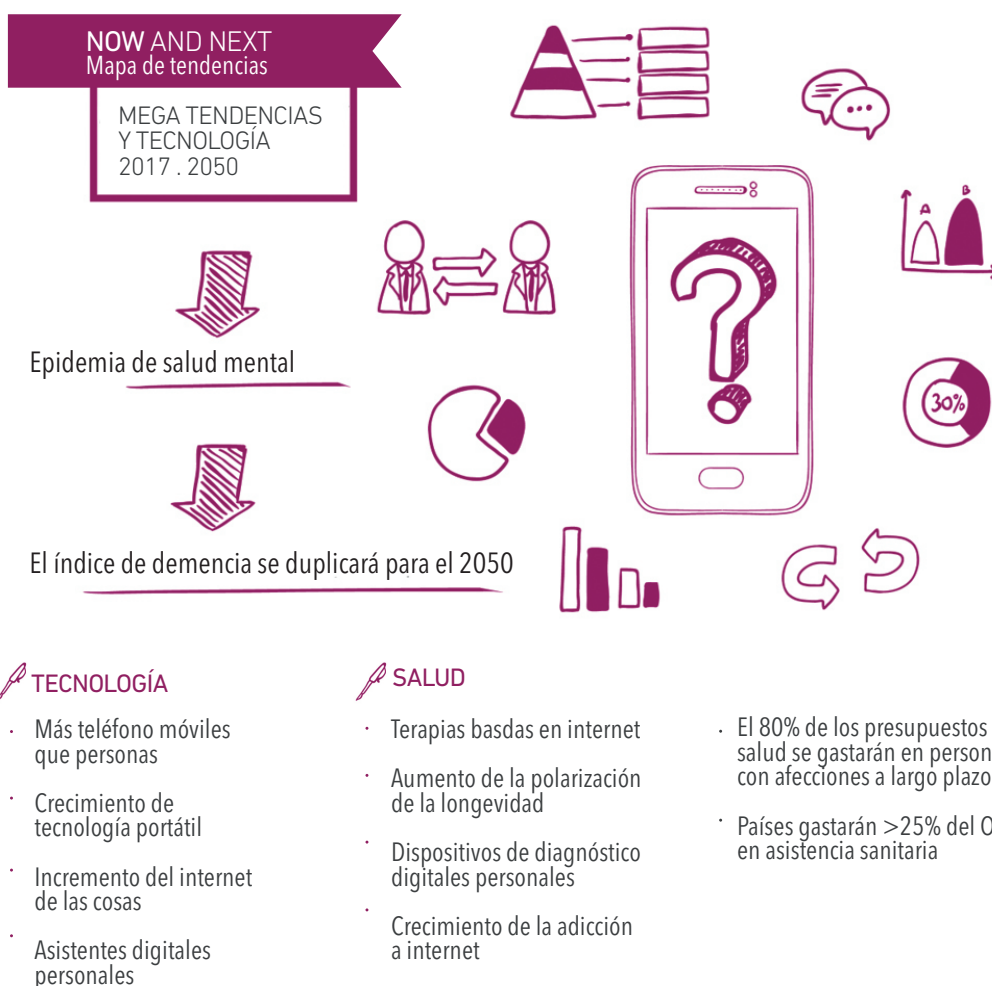 NOW AND NEXT
Mapa de tendencias
MEGA TENDENCIAS
Y TECNOLOGÍA
2017 . 2050
A
B
30%
Epidemia de salud mental
El índice de demencia se duplicará para el 2050
TECNOLOGÍA
· Más teléfono móviles
que personas
· Crecimiento de
tecnología portátil
· Incremento del internet
de las cosas
· Asistentes digitales
personales
SALUD
· Terapias basdas en internet
· Aumento de la polarización
de la longevidad
· Dispositivos de diagnóstico
digitales personales
· Crecimiento de la adicción
a internet
· El 80% de los presupuestos
salud se gastarán en
con afecciones a largo plazo
· Países gastarán >25% del
en asistencia sanitaria